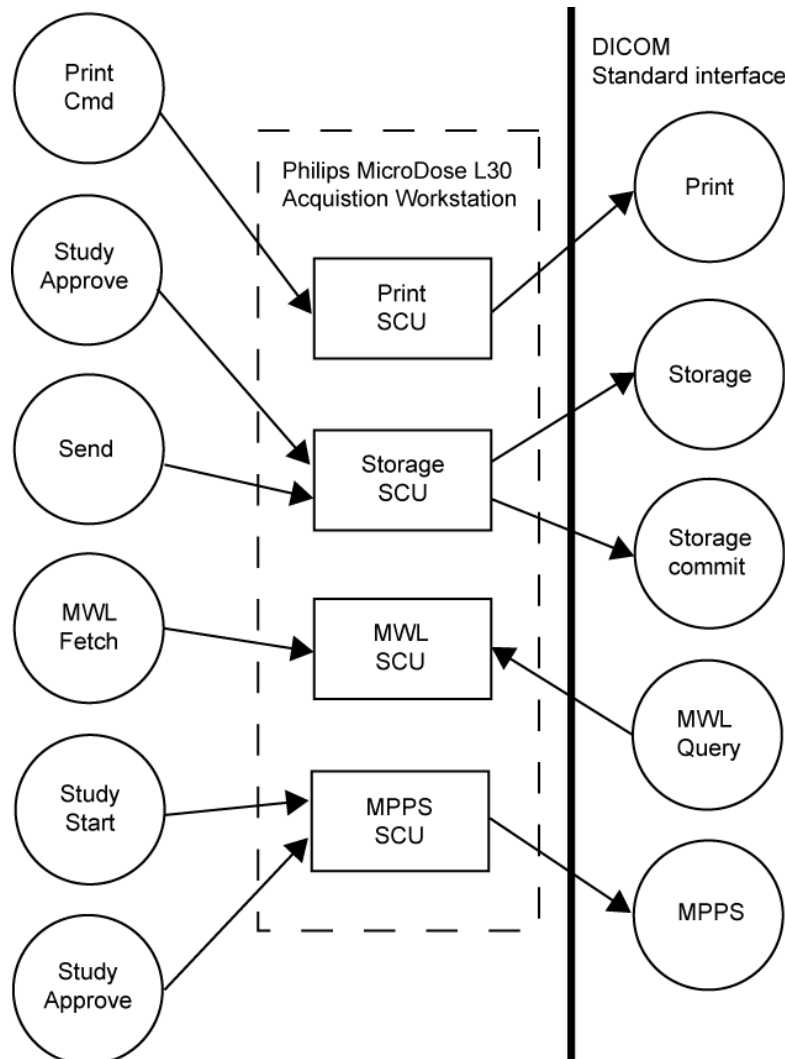 Print
Cmd
Study
Approve
Send
MWL
Fetch
Study
Start
Study
Approve
Philips MicroDose L30
Acquistion Workstation
Print
SCU
Storage
SCU
MWL
SCU
MPPS
SCU
DICOM
Standard interface
Print
Storage
Storage
commit
MWL
Query
MPPS